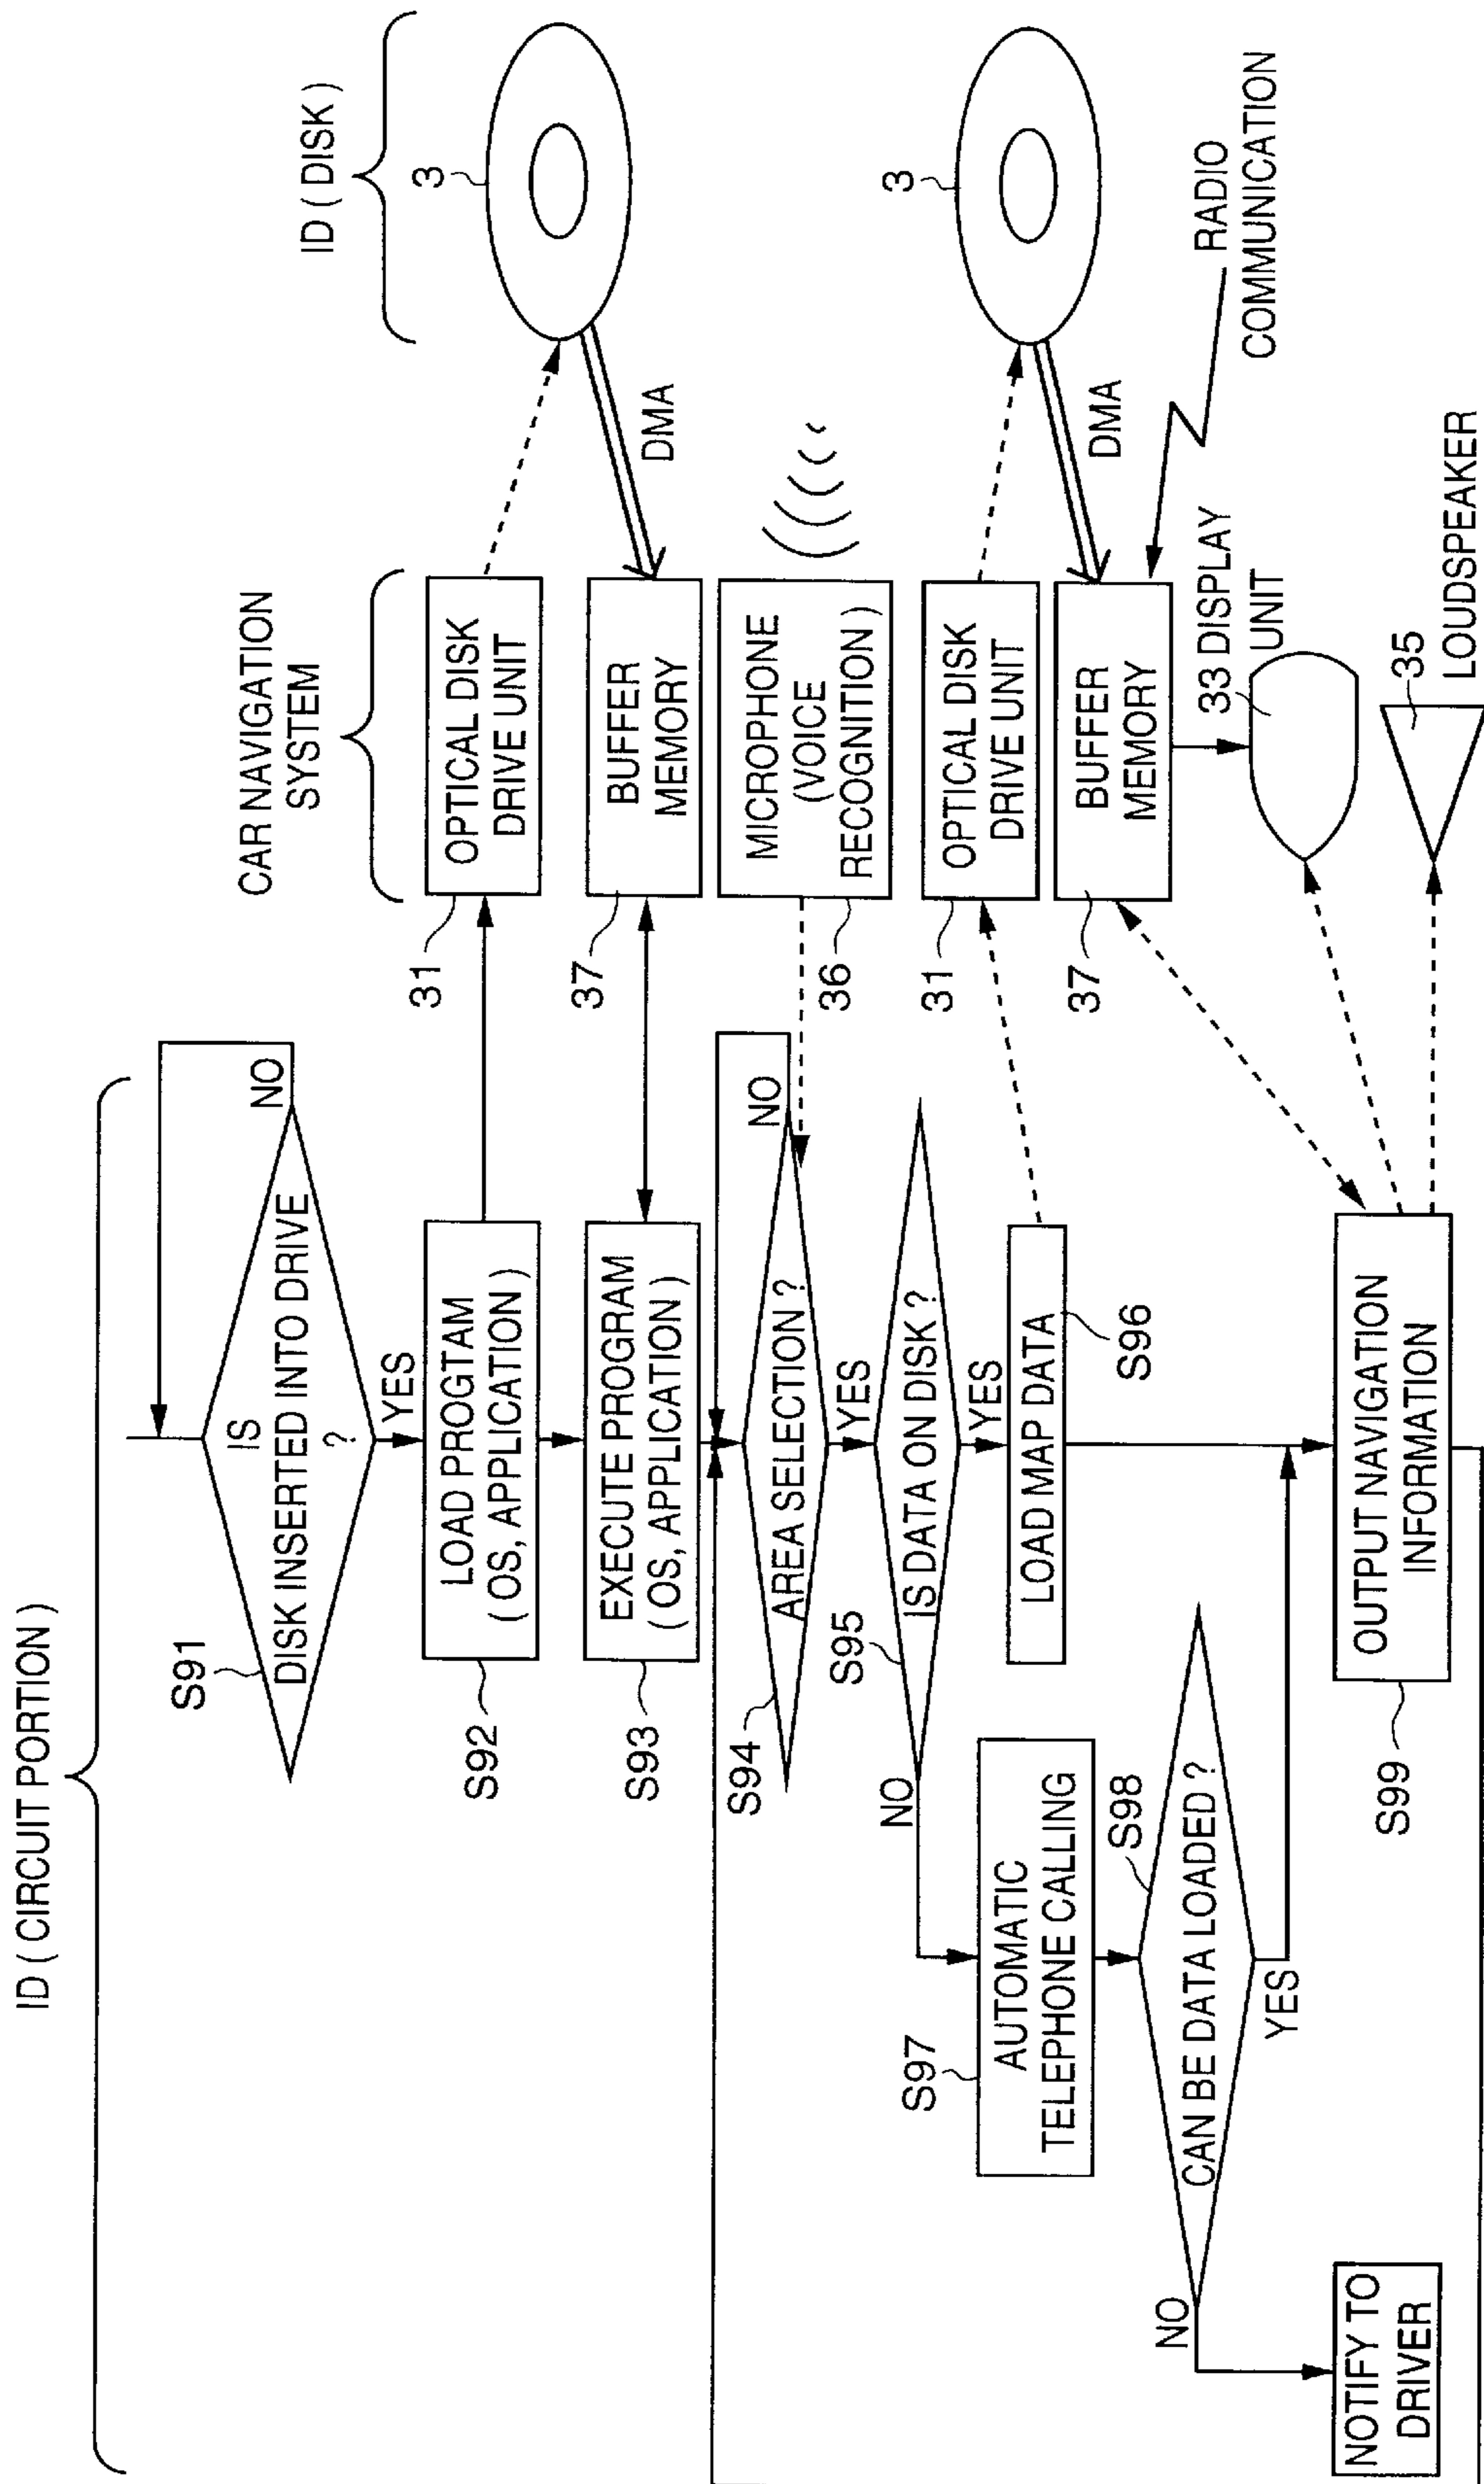 ID ( CIRCUIT PORTION )
CAR NAVIGATION
SYSTEM
ID ( DISK )
S91
IS
DISK INSERTED INTO DRIVE
?
NO
YES
S92
LOAD PROGTAM
( OS, APPLICATION )
31
OPTICAL DISK
DRIVE UNIT
3
S93
EXECUTE PROGRAM
( OS, APPLICATION )
37
BUFFER
MEMORY
DMA
S94
AREA SELECTION ?
NO
YES
36
MICROPHONE
(VOICE
RECOGNITION )
S95
IS DATA ON DISK ?
NO
YES
31
OPTICAL DISK
DRIVE UNIT
3
S96
LOAD MAP DATA
37
BUFFER
MEMORY
DMA
RADIO
COMMUNICATION
S97
AUTOMATIC
TELEPHONE CALLING
S98
CAN BE DATA LOADED ?
NO
YES
33 DISPLAY
UNIT
NOTIFY TO
DRIVER
S99
OUTPUT NAVIGATION
INFORMATION
35
LOUDSPEAKER